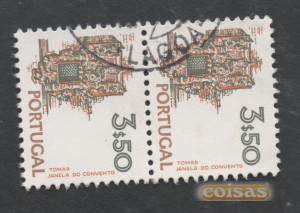 LAGOA
PORTUGAL
3$50
TOMAR
JANELA DO CONVENTO
PORTUGAL
3$50
TOMAR
JANELA DO CONVENTO
coisas